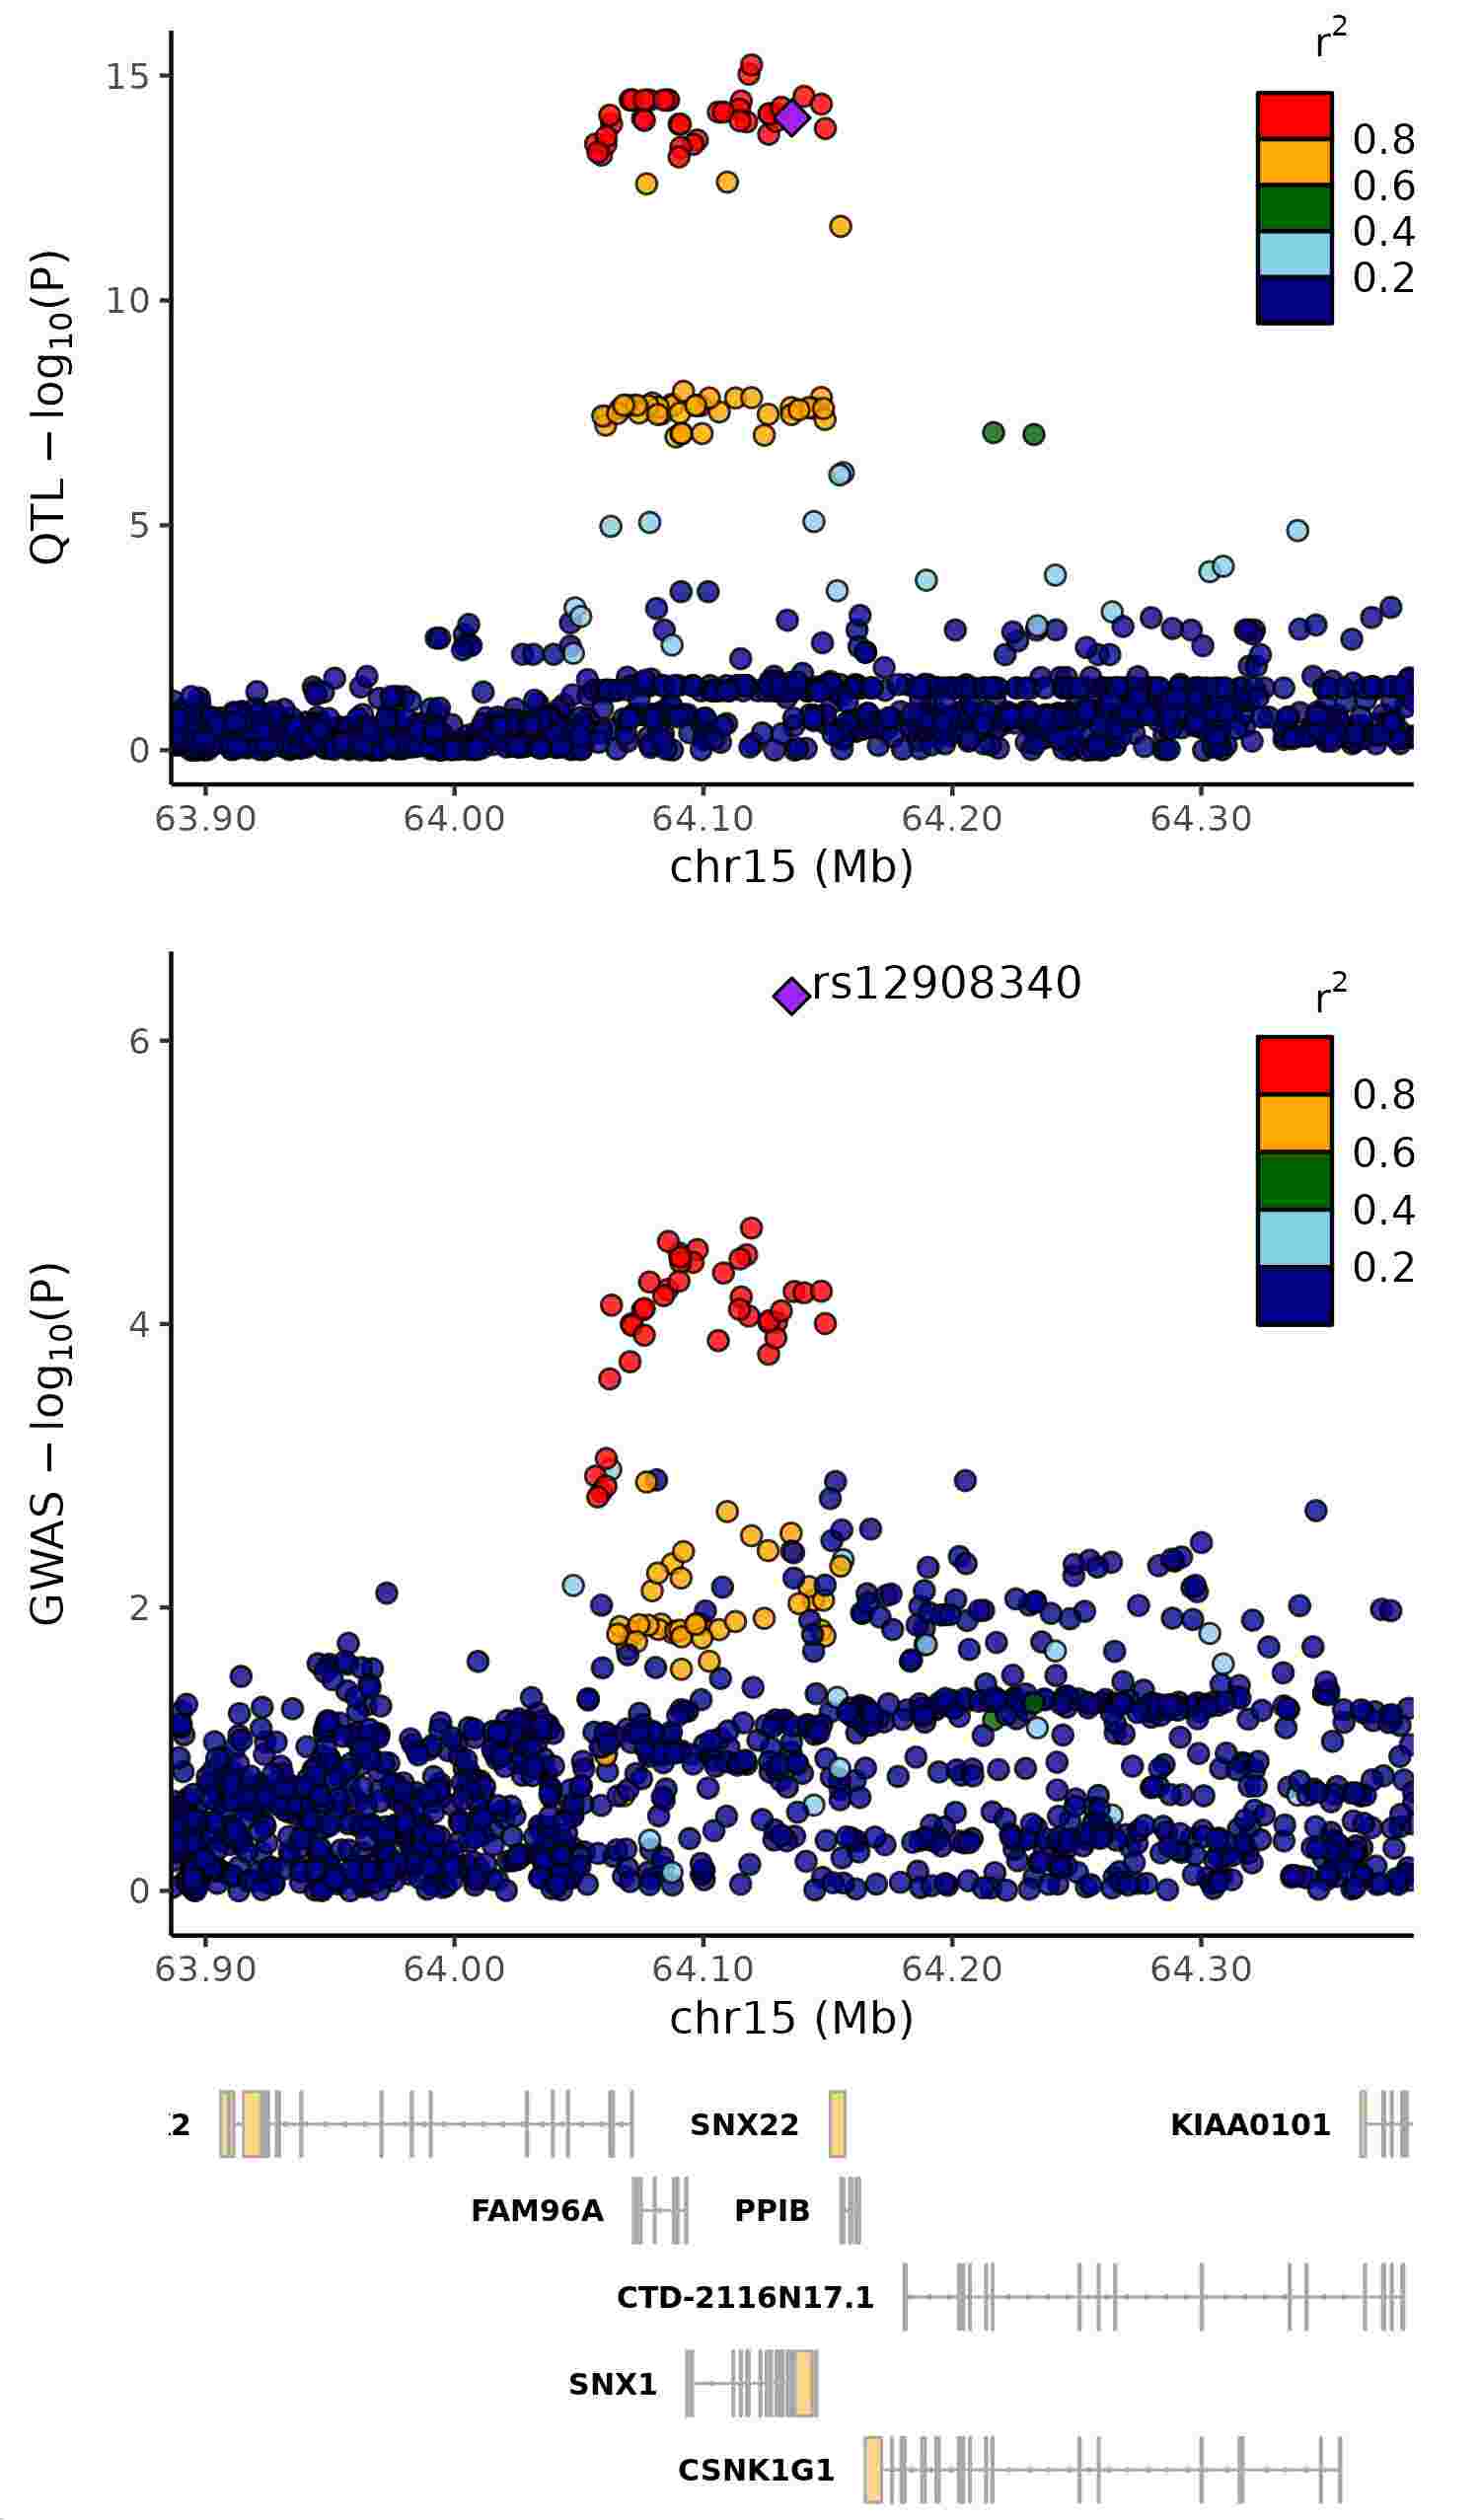 r2
15
10
5
0
0.8
0.6
0.4
0.2
QTL −log10(P)
63.90 64.00 64.10 64.20 64.30
chr15 (Mb)
rs12908340
r2
6
4
2
0
0.8
0.6
0.4
0.2
GWAS −log10(P)
63.90 64.00 64.10 64.20 64.30
chr15 (Mb)
2 SNX22 KIAA0101
FAM96A PPIB
CTD-2116N17.1
SNX1
CSNK1G1